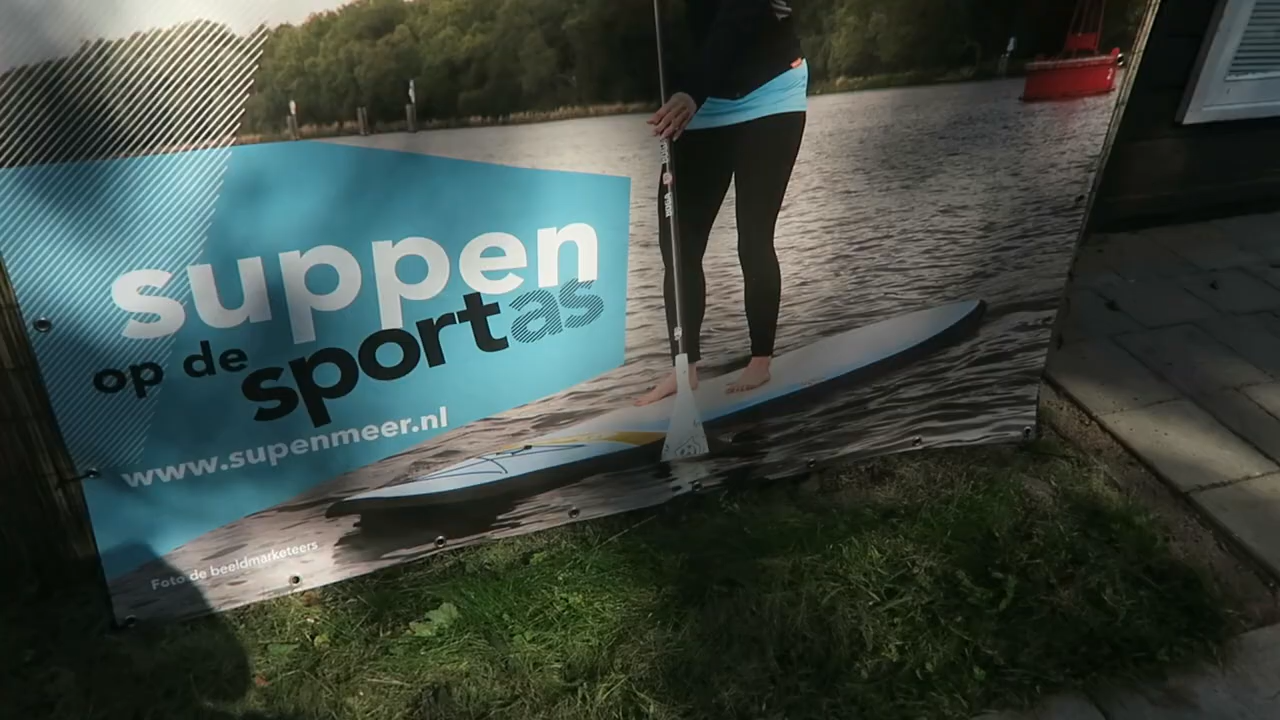 suppen
op de sportas
www.supenmeer.nl
Foto de beeldmarketeers